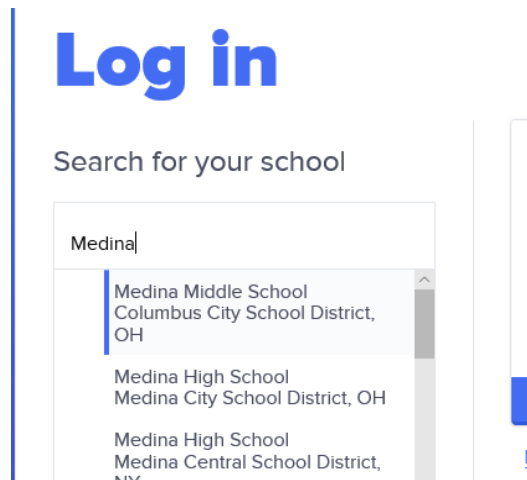 Log in
Search for your school
Medina
Medina Middle School
Columbus City School District,
OH
Medina High School
Medina City School District, OH
Medina High School
Medina Central School District,
NY